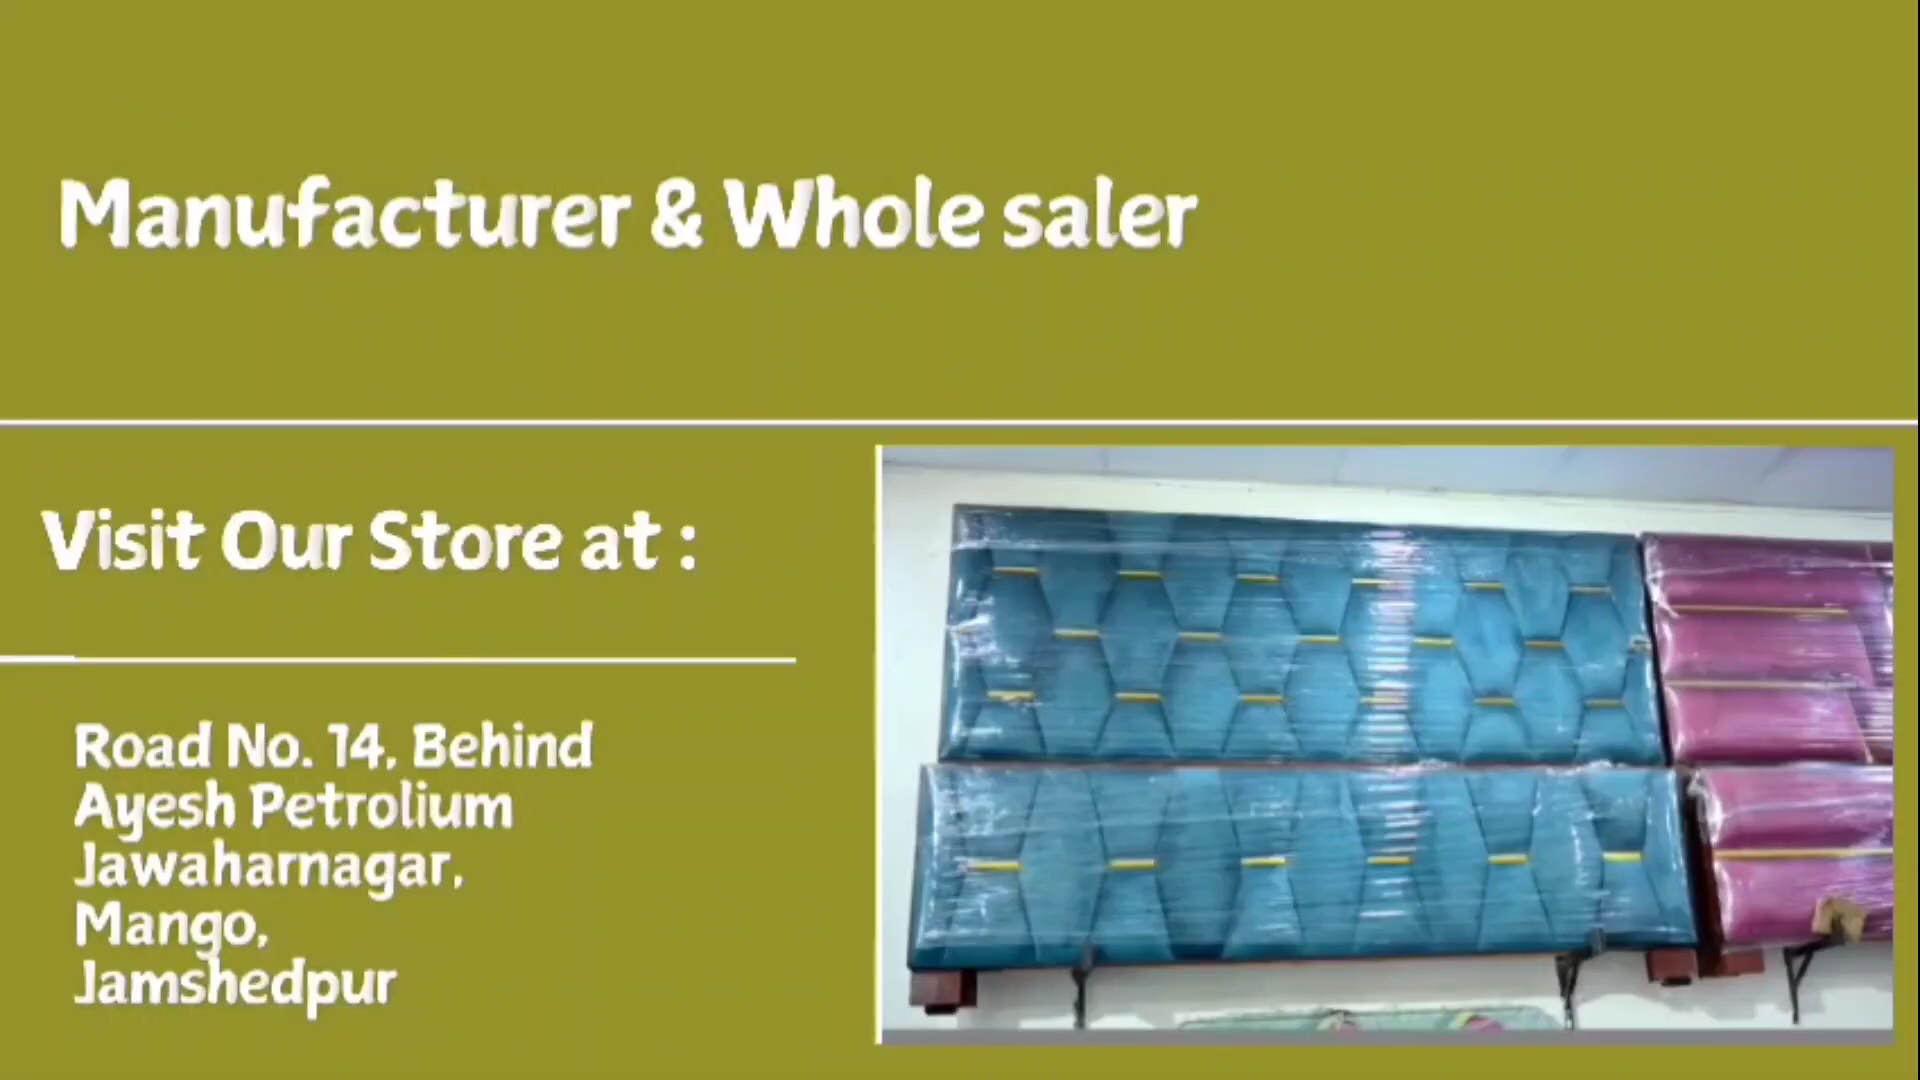 Manufacturer & Whole saler
Visit Our Store at :
Road No. 14, Behind
Ayesh Petrolium
Jawaharnagar,
Mango,
Jamshedpur